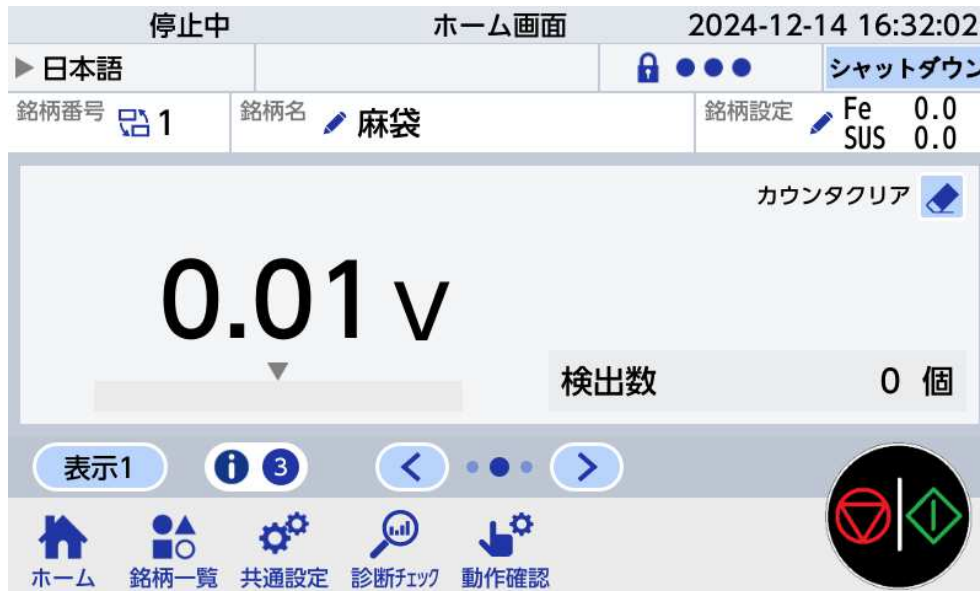 停止中 ホーム画面 2024-12-14 16:32:02
日本語 シャットダウン
銘柄番号 1 銘柄名 麻袋 銘柄設定 Fe 0.0
SUS 0.0
カウンタクリア
0.01 V
検出数 0 個
表示1 i 3
ホーム 銘柄一覧 共通設定 診断チェック 動作確認